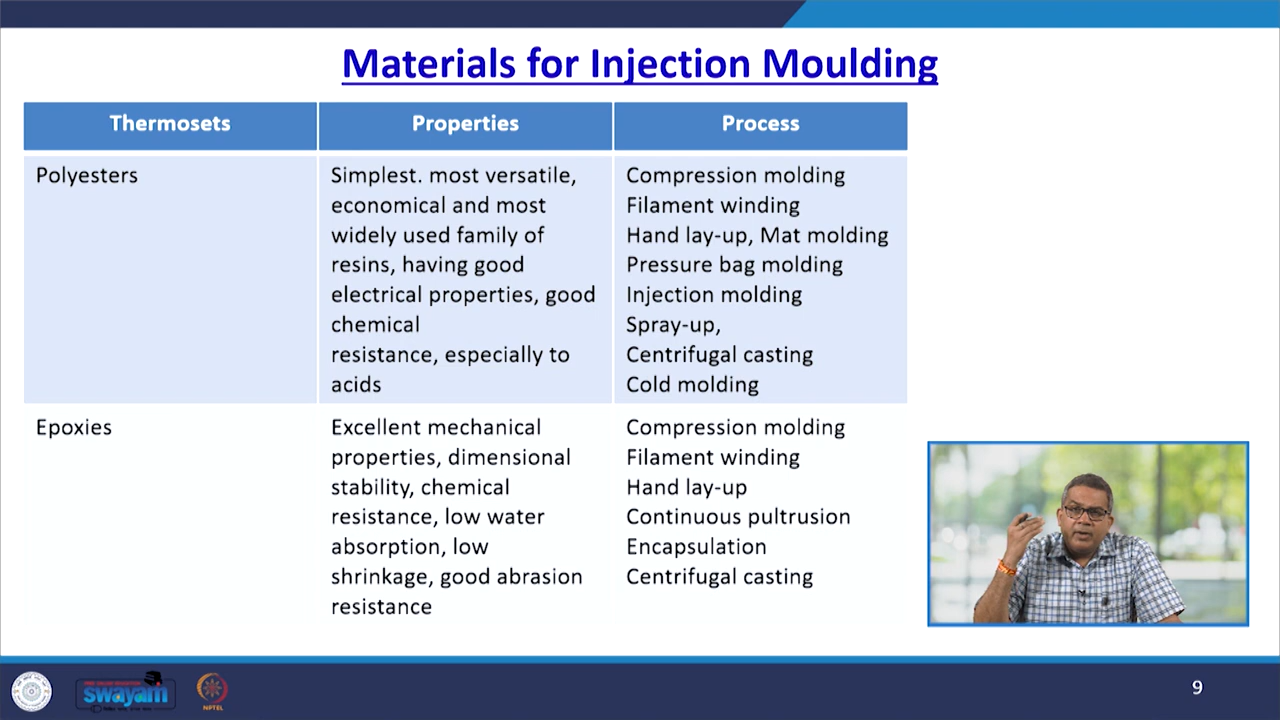 Materials for Injection Moulding
Thermosets
Properties
Process
Polyesters
Simplest. most versatile,
economical and most
widely used family of
resins, having good
electrical properties, good
chemical
resistance, especially to
acids
Compression molding
Filament winding
Hand lay-up, Mat molding
Pressure bag molding
Injection molding
Spray-up,
Centrifugal casting
Cold molding
Epoxies
Excellent mechanical
properties, dimensional
stability, chemical
resistance, low water
absorption, low
shrinkage, good abrasion
resistance
Compression molding
Filament winding
Hand lay-up
Continuous pultrusion
Encapsulation
Centrifugal casting
swayam
NPTEL
9